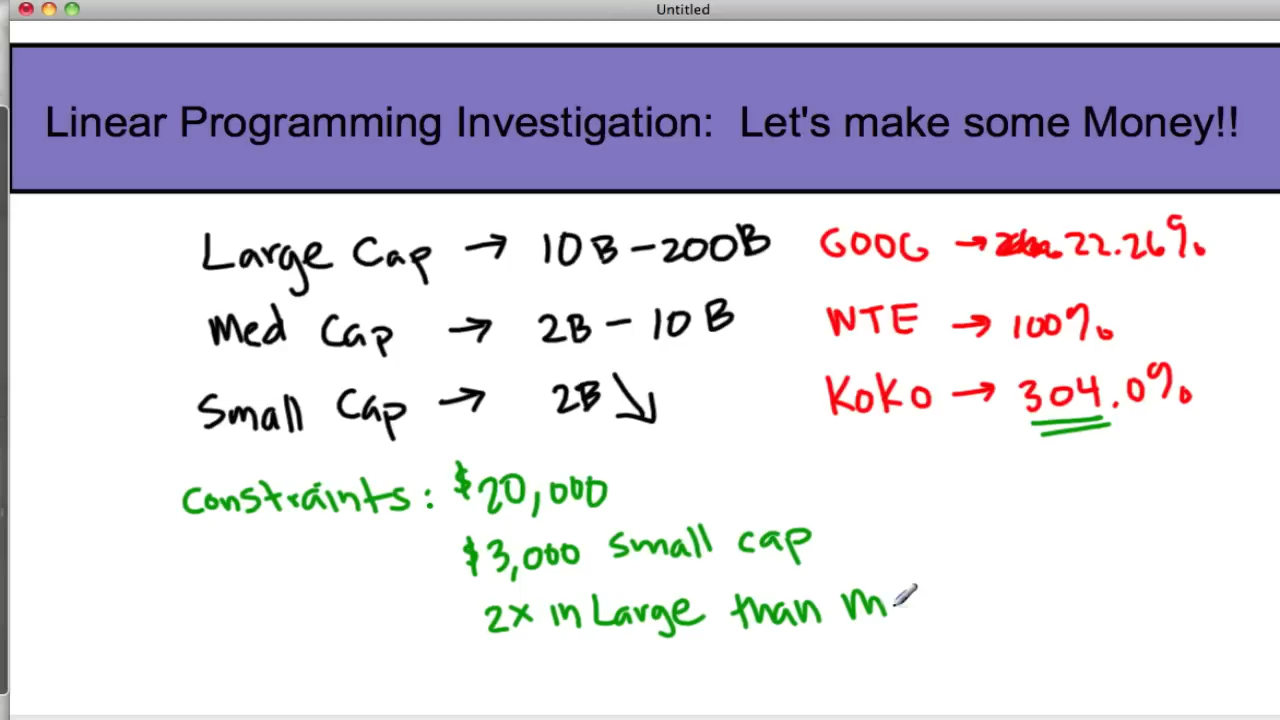 Untitled
Linear Programming Investigation: Let's make some Money!!
Large Cap → 10B - 200B GOOG → 22.26%
Med Cap → 2B - 10B WTE → 100%
Small Cap → 2B ↘ KOKO → 304.0%
Constraints: $20,000
$3,000 small cap
2x in Large than m